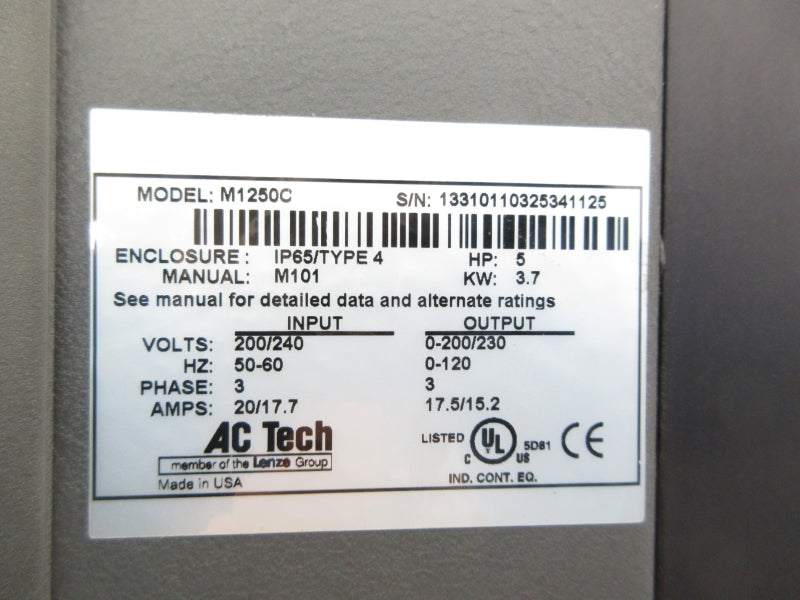 MODEL: M1250C S/N: 13310110325341125
ENCLOSURE: IP65/TYPE 4 HP: 5
MANUAL: M101 KW: 3.7
See manual for detailed data and alternate ratings
INPUT OUTPUT
VOLTS: 200/240 0-200/230
HZ: 50-60 0-120
PHASE: 3 3
AMPS: 20/17.7 17.5/15.2
AC Tech
member of the Lenze Group
Made in USA
LISTED C UL US 5D81 CE
IND. CONT. EQ.